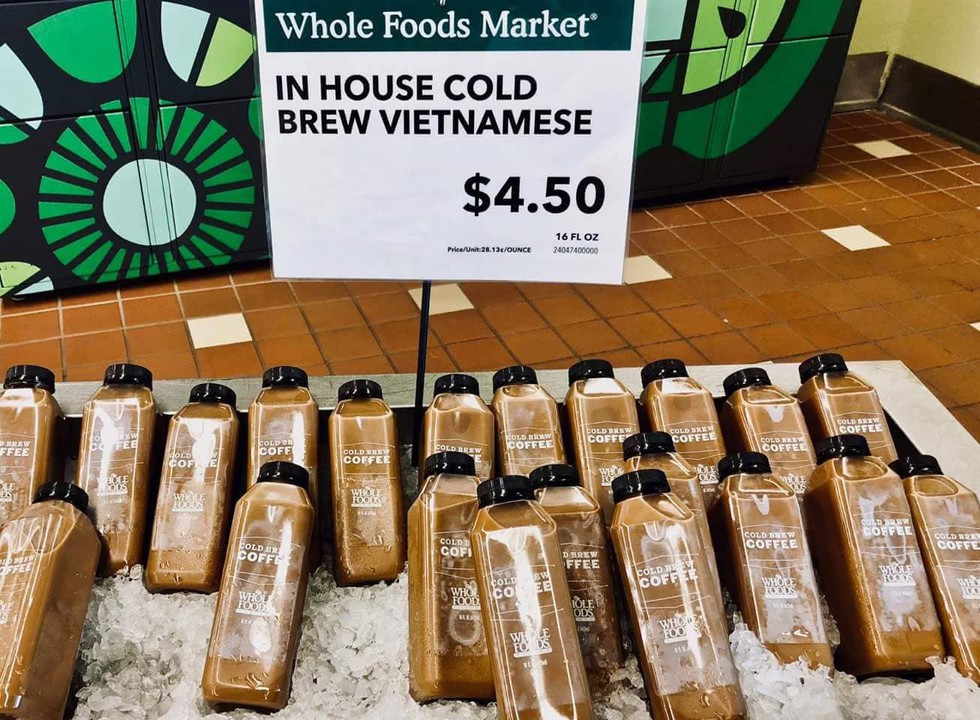 Whole Foods Market®
IN HOUSE COLD
BREW VIETNAMESE
$4.50
16 FL OZ
Price/Unit:28.13¢/OUNCE 24047400000
COLD BREW
COFFEE
WHOLE
FOODS